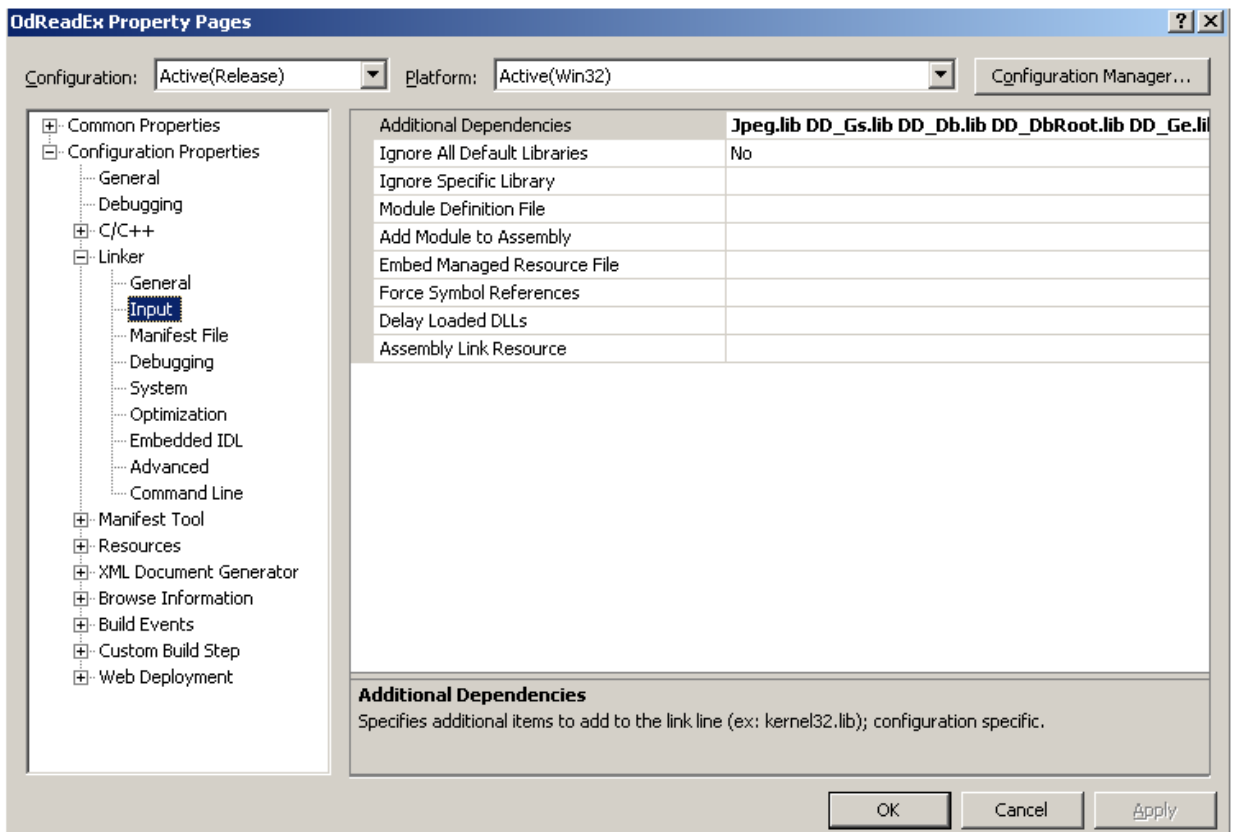 OdReadEx Property Pages
Configuration: Active(Release) Platform: Active(Win32) Configuration Manager...
Common Properties
Configuration Properties
General
Debugging
C/C++
Linker
General
Input
Manifest File
Debugging
System
Optimization
Embedded IDL
Advanced
Command Line
Manifest Tool
Resources
XML Document Generator
Browse Information
Build Events
Custom Build Step
Web Deployment
Additional Dependencies Jpeg.lib DD_Gs.lib DD_Db.lib DD_DbRoot.lib DD_Ge.li
Ignore All Default Libraries No
Ignore Specific Library
Module Definition File
Add Module to Assembly
Embed Managed Resource File
Force Symbol References
Delay Loaded DLLs
Assembly Link Resource
Additional Dependencies
Specifies additional items to add to the link line (ex: kernel32.lib); configuration specific.
OK Cancel Apply